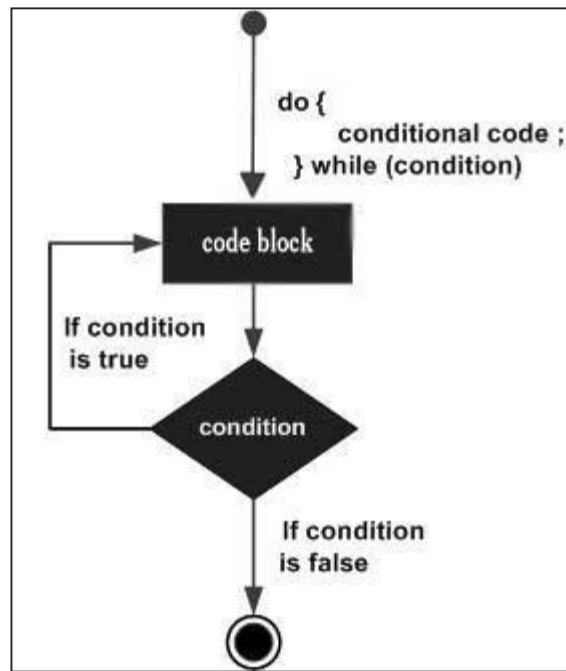 do {
conditional code ;
} while (condition)
code block
If condition
is true
condition
If condition
is false